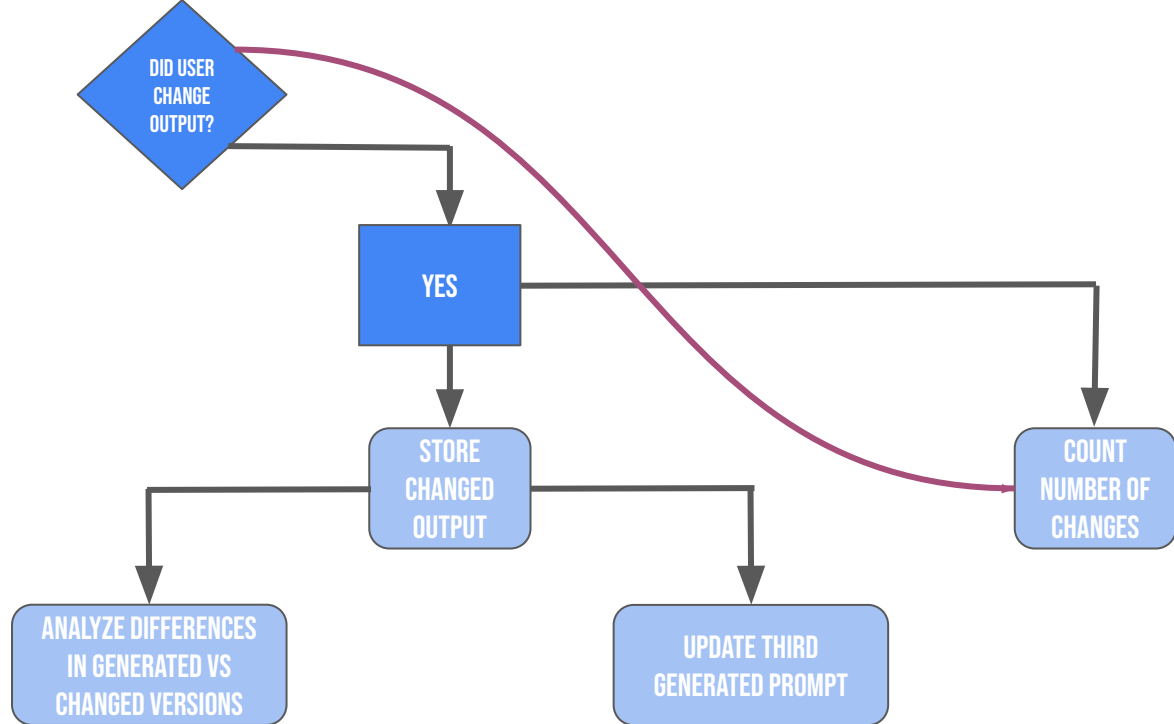 DID USER
CHANGE
OUTPUT?
YES
STORE
CHANGED
OUTPUT
COUNT
NUMBER OF
CHANGES
ANALYZE DIFFERENCES
IN GENERATED VS
CHANGED VERSIONS
UPDATE THIRD
GENERATED PROMPT